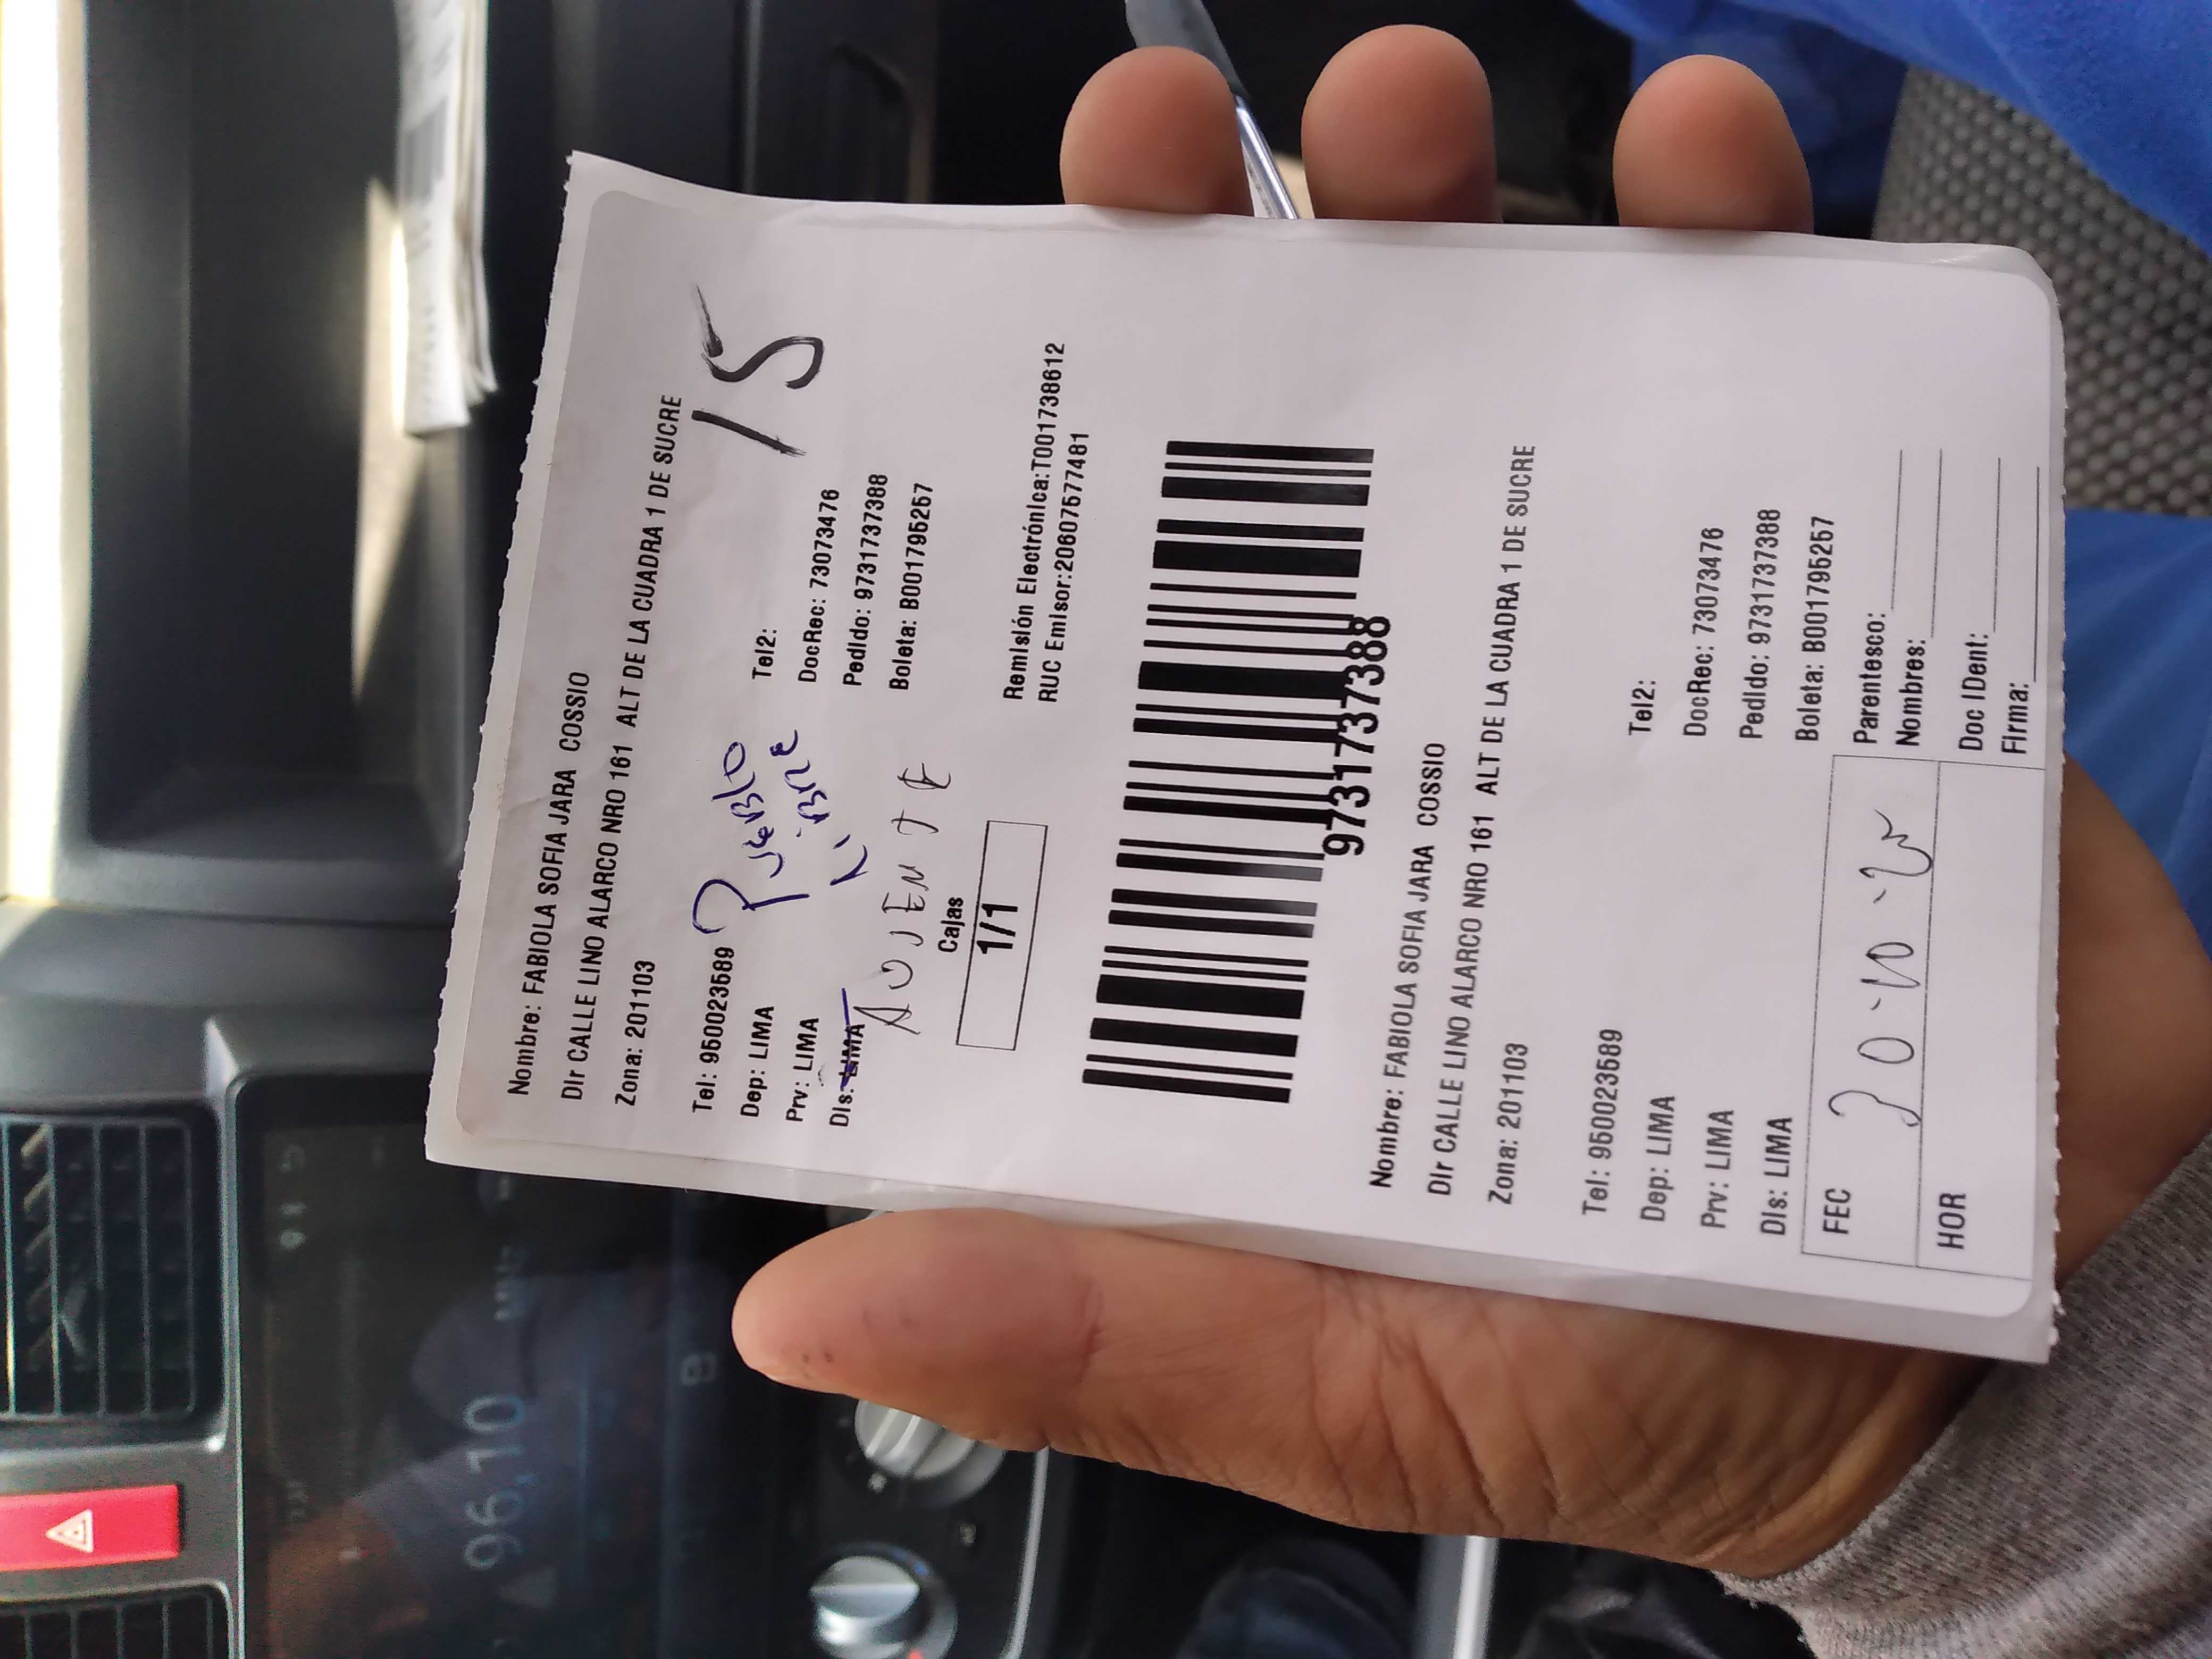 Nombre: FABIOLA SOFIA JARA COSSIO
Dir CALLE LINO ALARCO NRO 161 ALT DE LA CUADRA 1 DE SUCRE
Zona: 201103
15
Tel: 950023589
Tel2:
Pueblo
Libre
Dep: LIMA
DocRec: 73073476
Prv: LIMA
Pedido: 9731737388
Dis: LIMA
Boleta: B001795257
AUSENTE
Cajas
1/1
Remisión Electrónica:T001738612
RUC Emisor:20607577481
9731737388
Nombre: FABIOLA SOFIA JARA COSSIO
Dir CALLE LINO ALARCO NRO 161 ALT DE LA CUADRA 1 DE SUCRE
Zona: 201103
Tel: 950023589
Tel2:
Dep: LIMA
DocRec: 73073476
Prv: LIMA
Pedido: 9731737388
Dis: LIMA
Boleta: B001795257
FEC
Parentesco:
Nombres:
HOR
Doc IDent:
Firma:
96.10
MHz